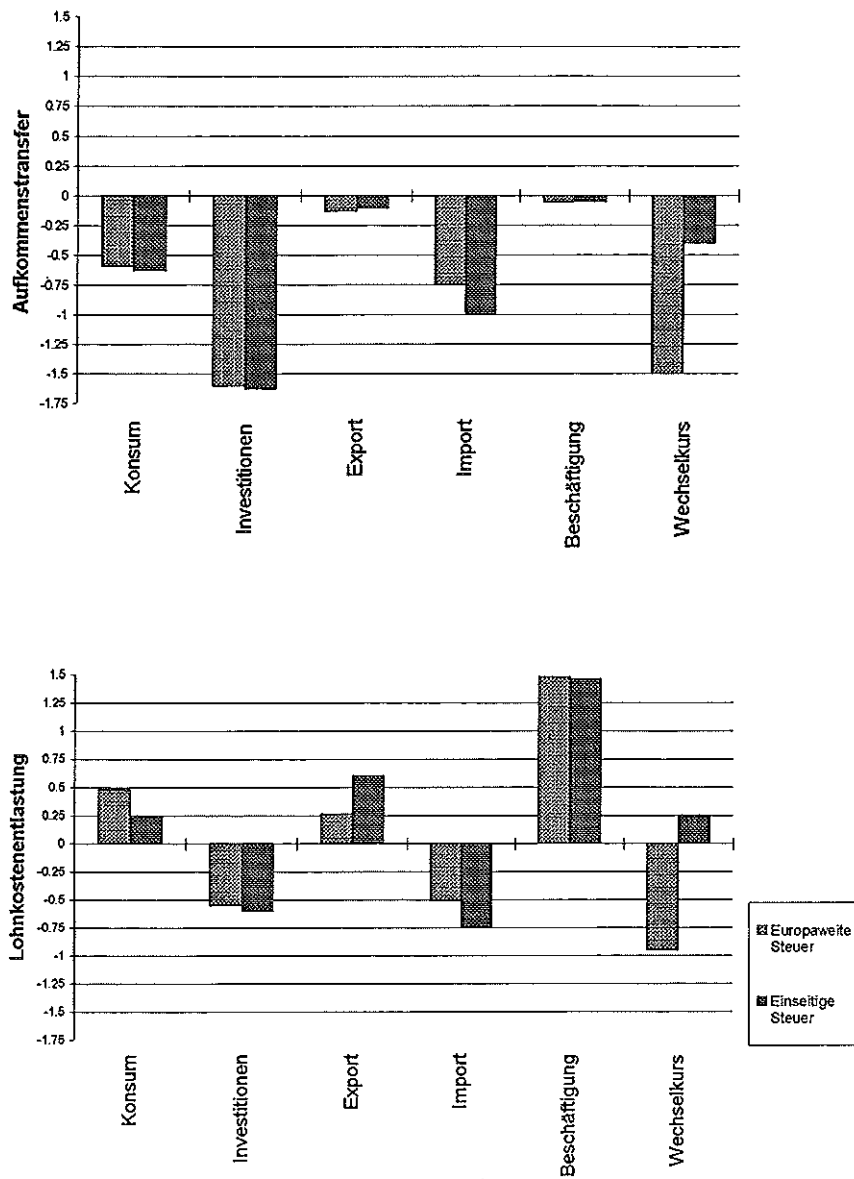 Aufkommenstransfer
1.5
1.25
1
0.75
0.5
0.25
0
-0.25
-0.5
-0.75
-1
-1.25
-1.5
-1.75
Konsum
Investitionen
Export
Import
Beschäftigung
Wechselkurs
Lohnkostenentlastung
1.5
1.25
1
0.75
0.5
0.25
0
-0.25
-0.5
-0.75
-1
-1.25
-1.5
-1.75
Konsum
Investitionen
Export
Import
Beschäftigung
Wechselkurs
Europaweite
Steuer
Einseitige
Steuer